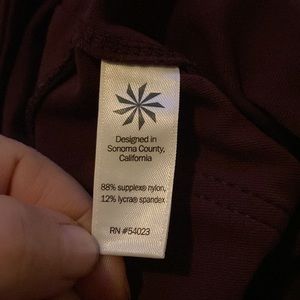 Designed in
Sonoma County,
California
88% supplex® nylon,
12% lycra® spandex
RN #54023